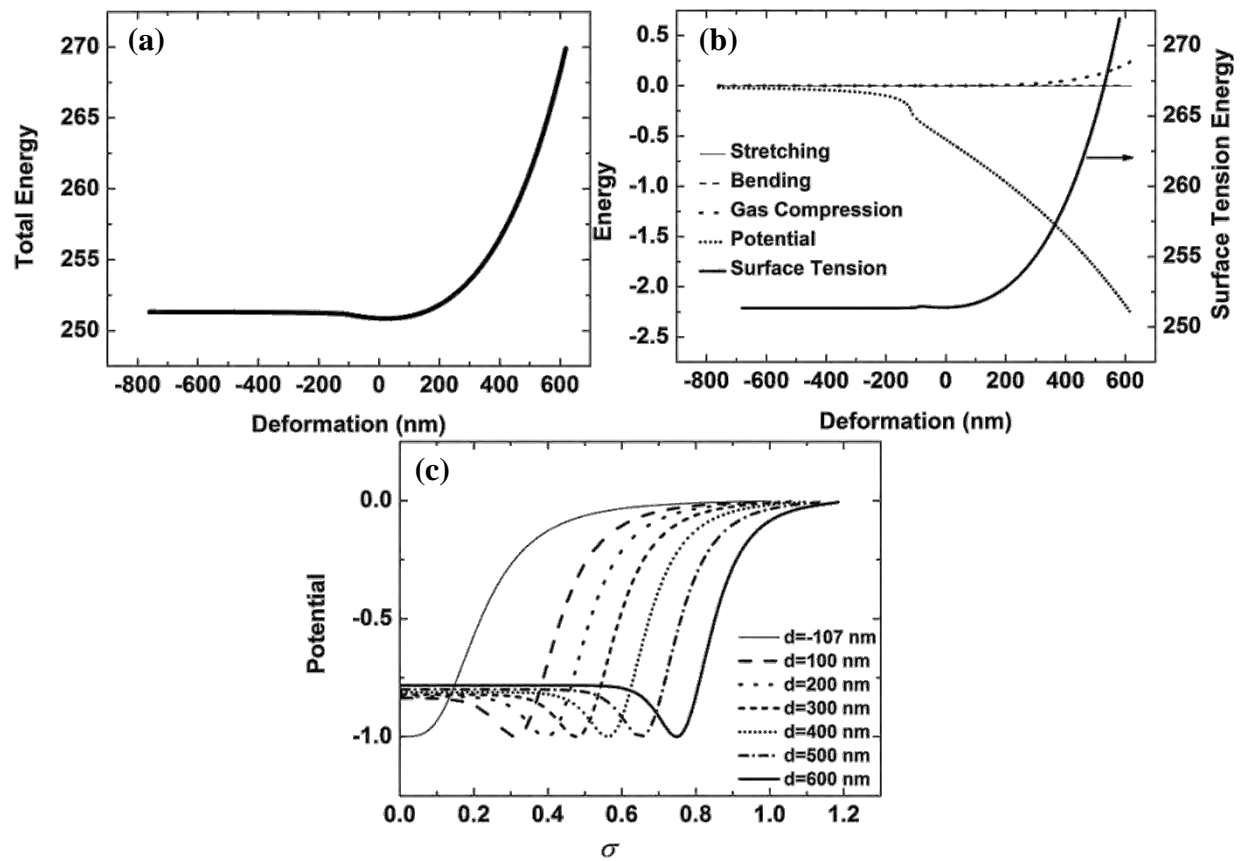 (a)
270
265
260
255
250
Total Energy
-800 -600 -400 -200 0 200 400 600
Deformation (nm)
(b)
0.5
0.0
-0.5
-1.0
-1.5
-2.0
-2.5
Energy
Stretching
Bending
Gas Compression
Potential
Surface Tension
270
265
260
255
250
Surface Tension Energy
-800 -600 -400 -200 0 200 400 600
Deformation (nm)
(c)
0.0
-0.5
-1.0
Potential
d=-107 nm
d=100 nm
d=200 nm
d=300 nm
d=400 nm
d=500 nm
d=600 nm
0.0 0.2 0.4 0.6 0.8 1.0 1.2
σ